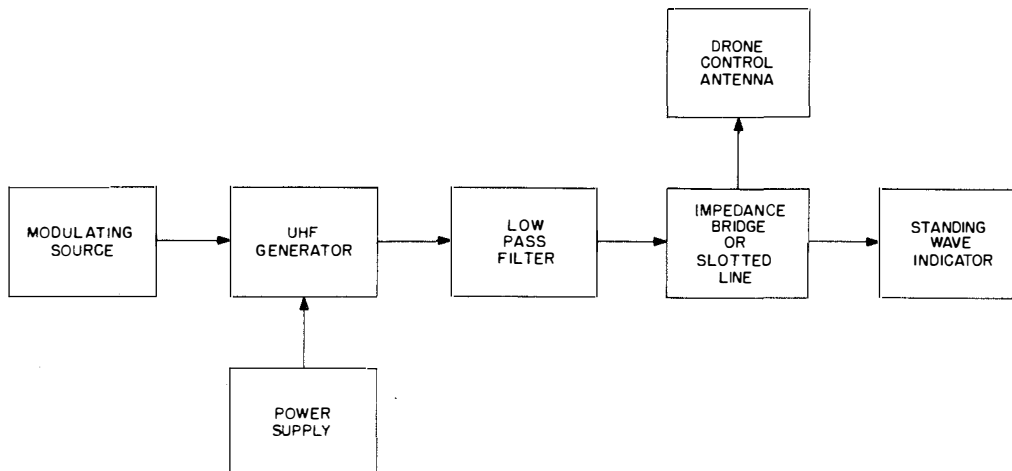 DRONE
CONTROL
ANTENNA
MODULATING
SOURCE
UHF
GENERATOR
LOW
PASS
FILTER
IMPEDANCE
BRIDGE
OR
SLOTTED
LINE
STANDING
WAVE
INDICATOR
POWER
SUPPLY